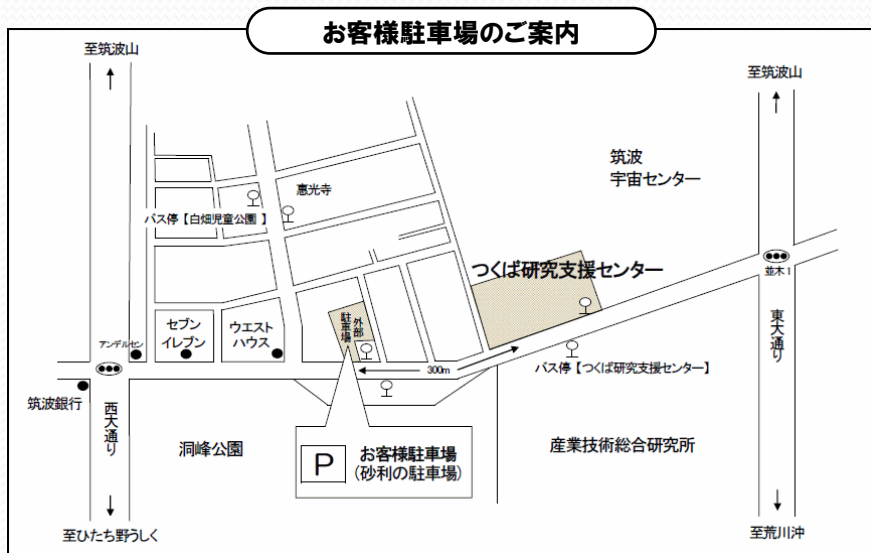 お客様駐車場のご案内
至筑波山
至筑波山
筑波
宇宙センター
恵光寺
バス停【白畑児童公園】
つくば研究支援センター
並木1
セブン
イレブン
ウエスト
ハウス
外部
駐車場
アンデルセン
東大通り
300m
バス停【つくば研究支援センター】
筑波銀行
西大通り
洞峰公園
P
お客様駐車場
(砂利の駐車場)
産業技術総合研究所
至ひたち野うしく
至荒川沖